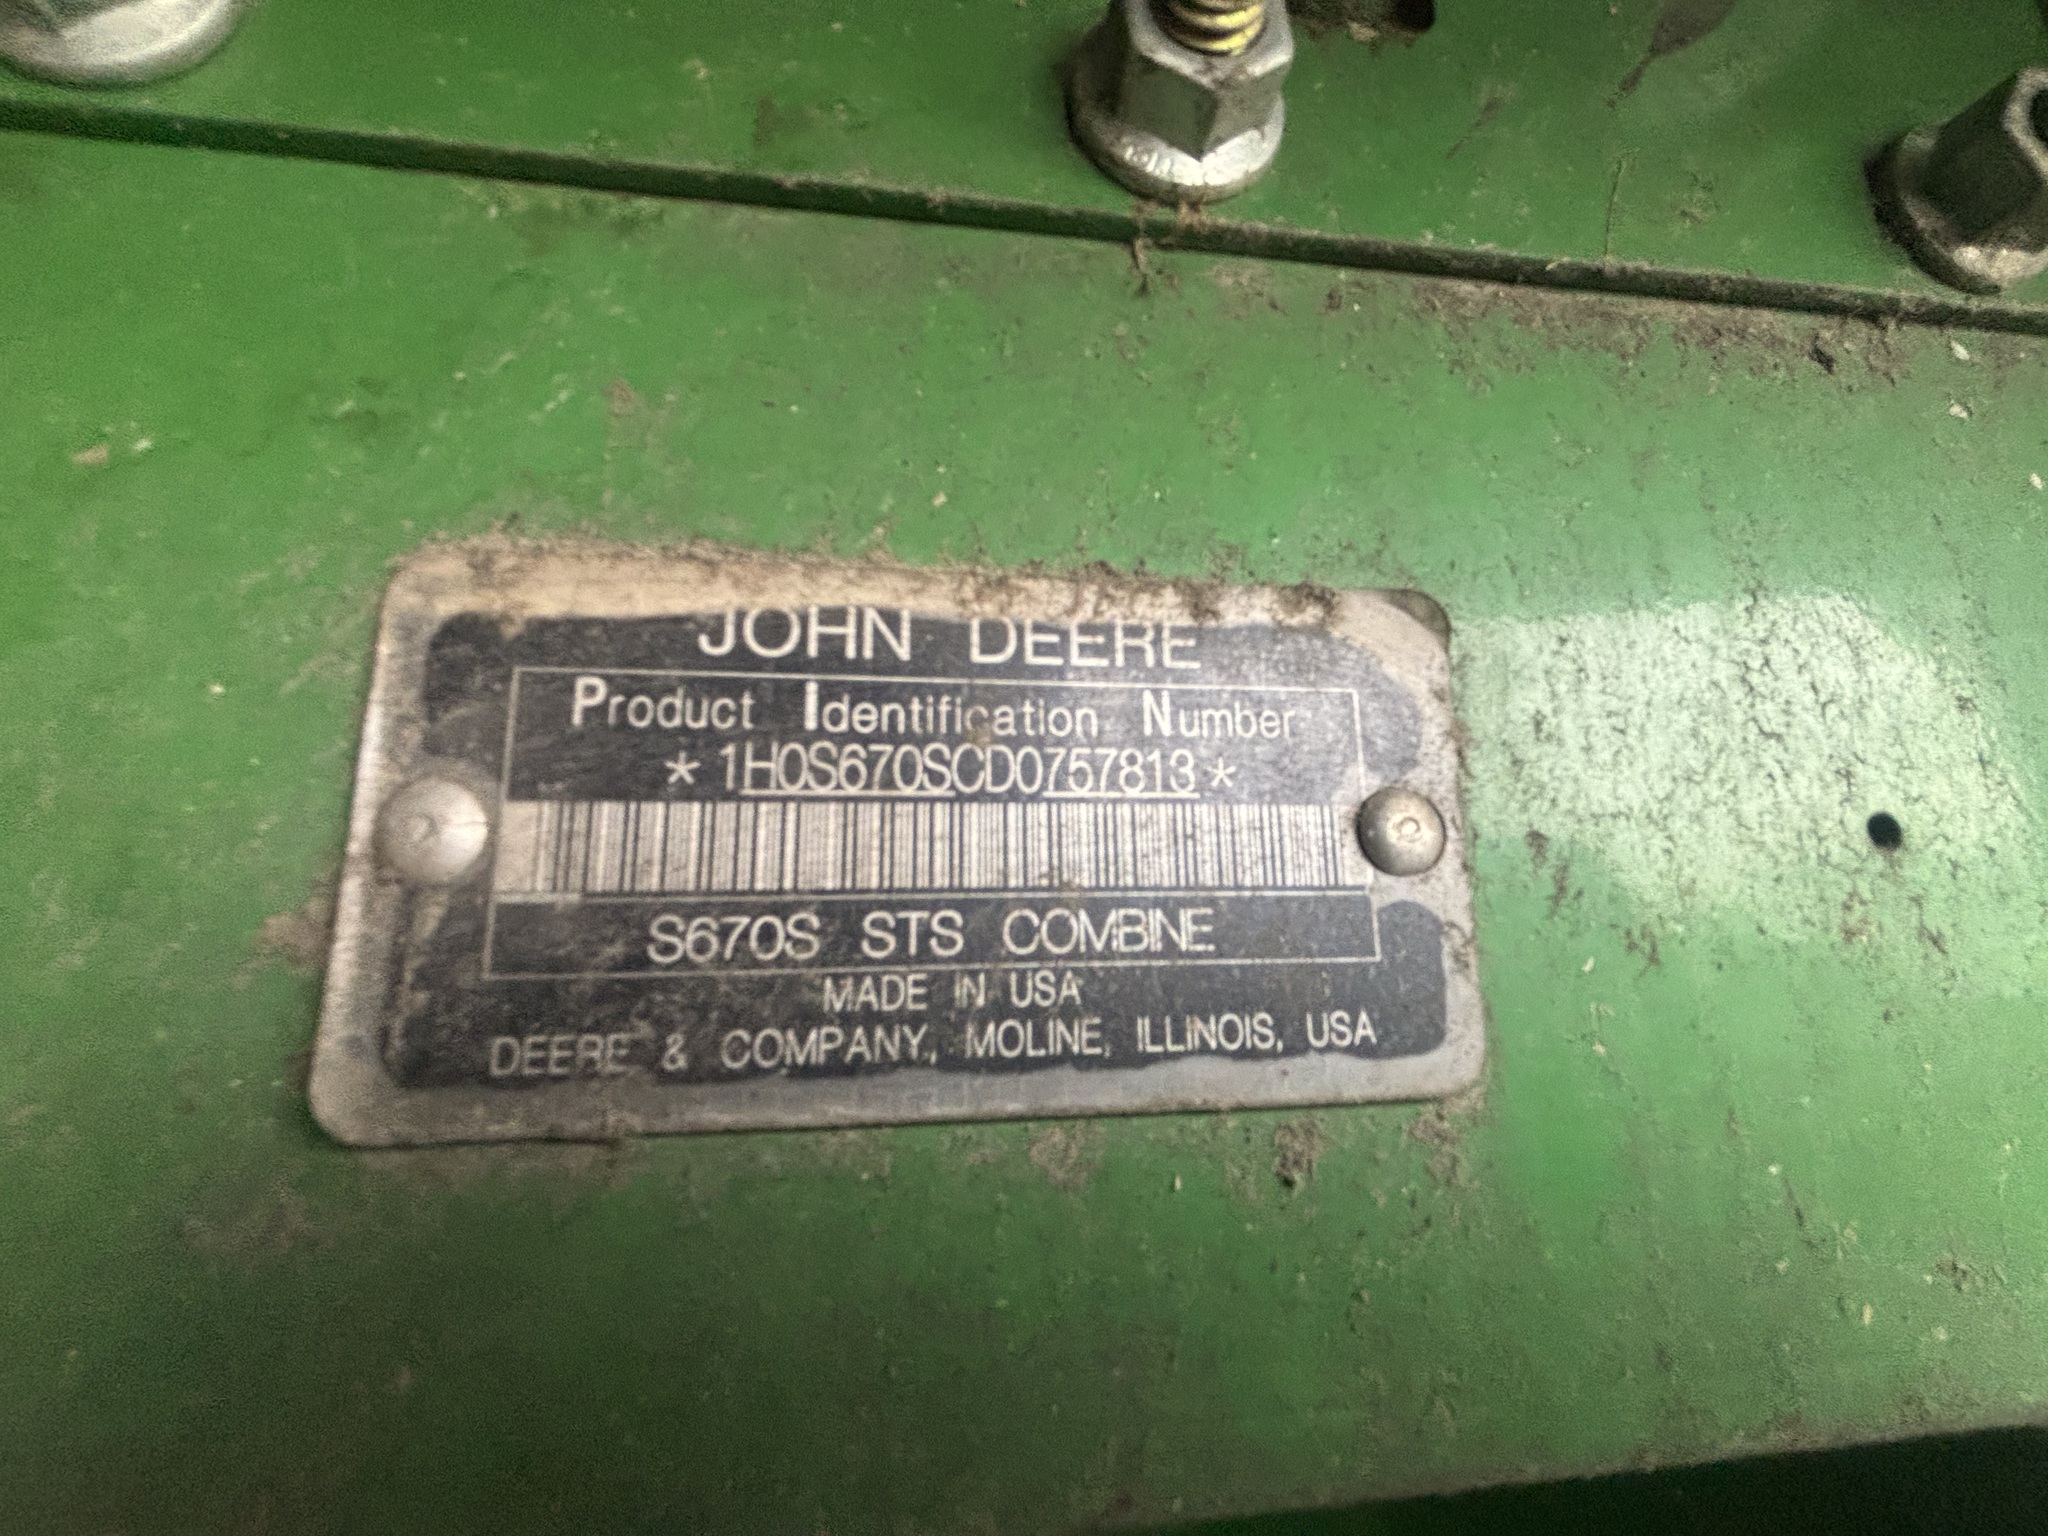 JOHN DEERE
Product Identification Number
*1H0S670SCD0757813*
S670S STS COMBINE
MADE IN USA
DEERE & COMPANY, MOLINE, ILLINOIS, USA